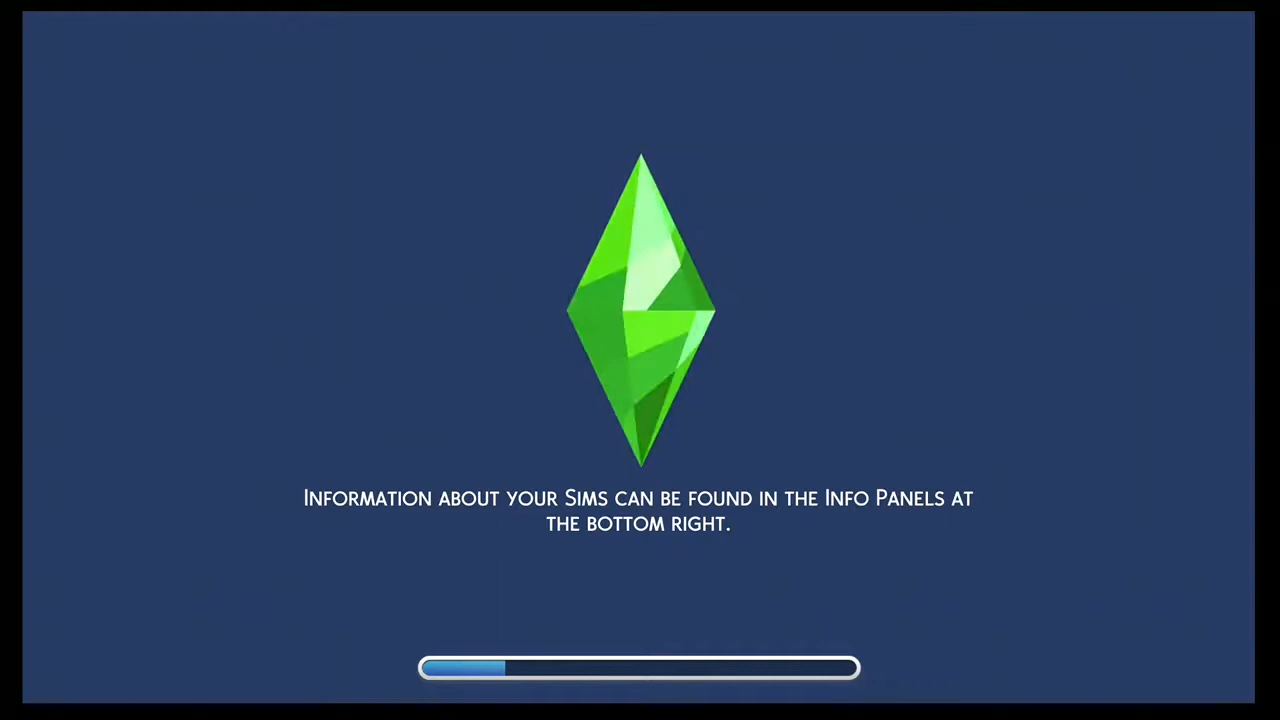 Information about your Sims can be found in the Info Panels at
the bottom right.